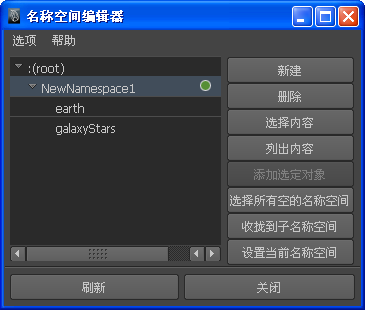 名称空间编辑器
选项 帮助
:(root)
NewNamespace1
earth
galaxyStars
新建
删除
选择内容
列出内容
添加选定对象
选择所有空的名称空间
收拢到子名称空间
设置当前名称空间
刷新
关闭